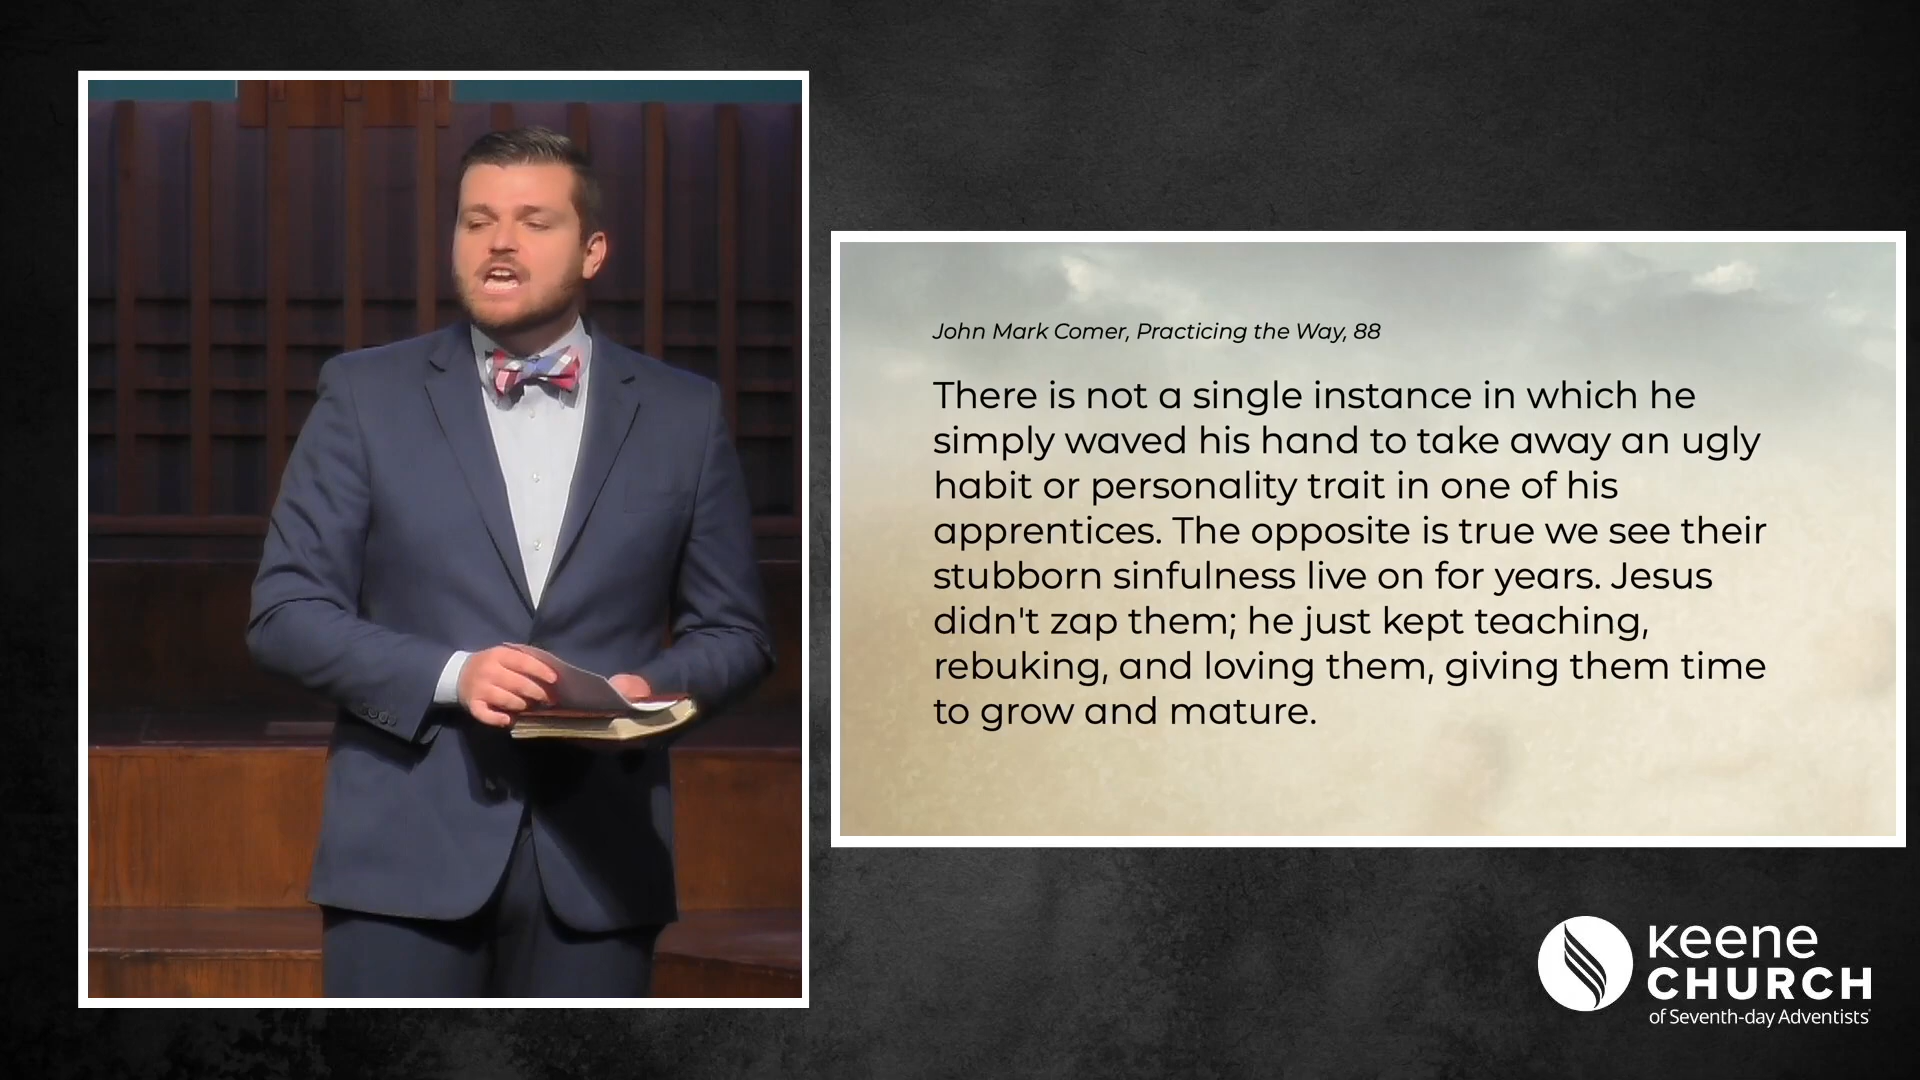 John Mark Comer, Practicing the Way, 88
There is not a single instance in which he
simply waved his hand to take away an ugly
habit or personality trait in one of his
apprentices. The opposite is true we see their
stubborn sinfulness live on for years. Jesus
didn't zap them; he just kept teaching,
rebuking, and loving them, giving them time
to grow and mature.
Keene
CHURCH
of Seventh-day Adventists